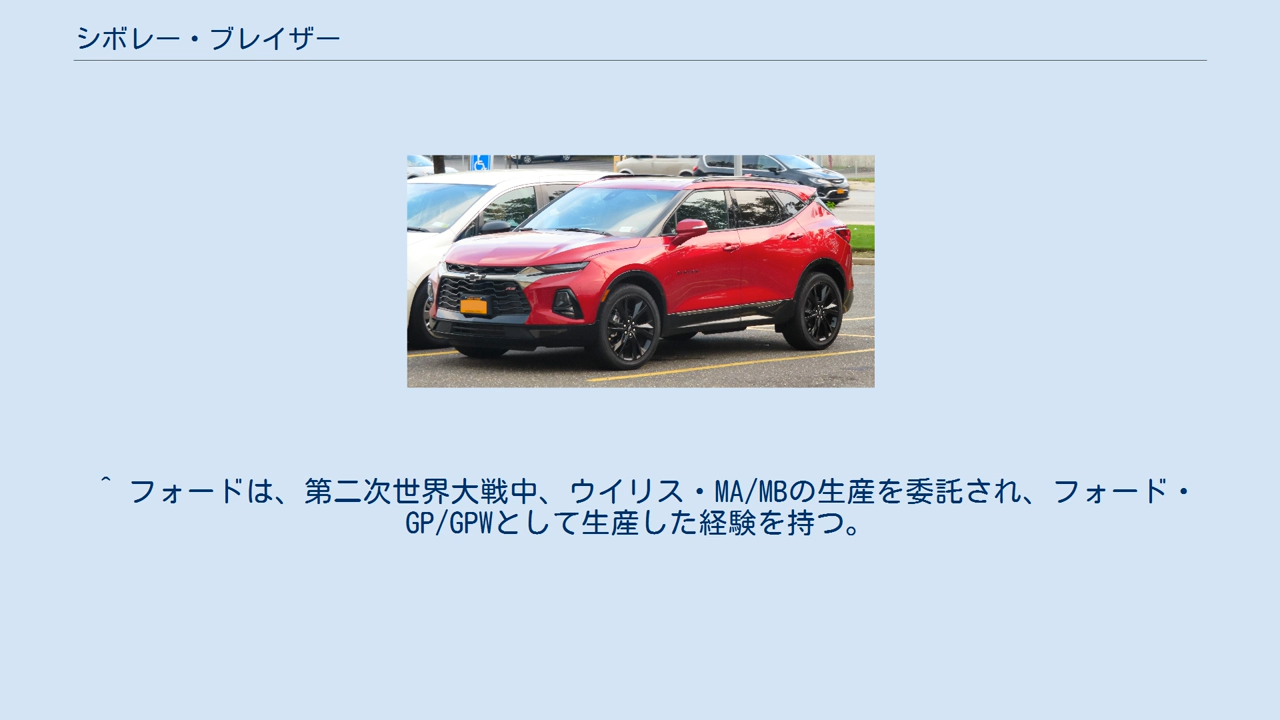 シボレー・ブレイザー
^ フォードは、第二次世界大戦中、ウイリス・MA/MBの生産を委託され、フォード・
GP/GPWとして生産した経験を持つ。